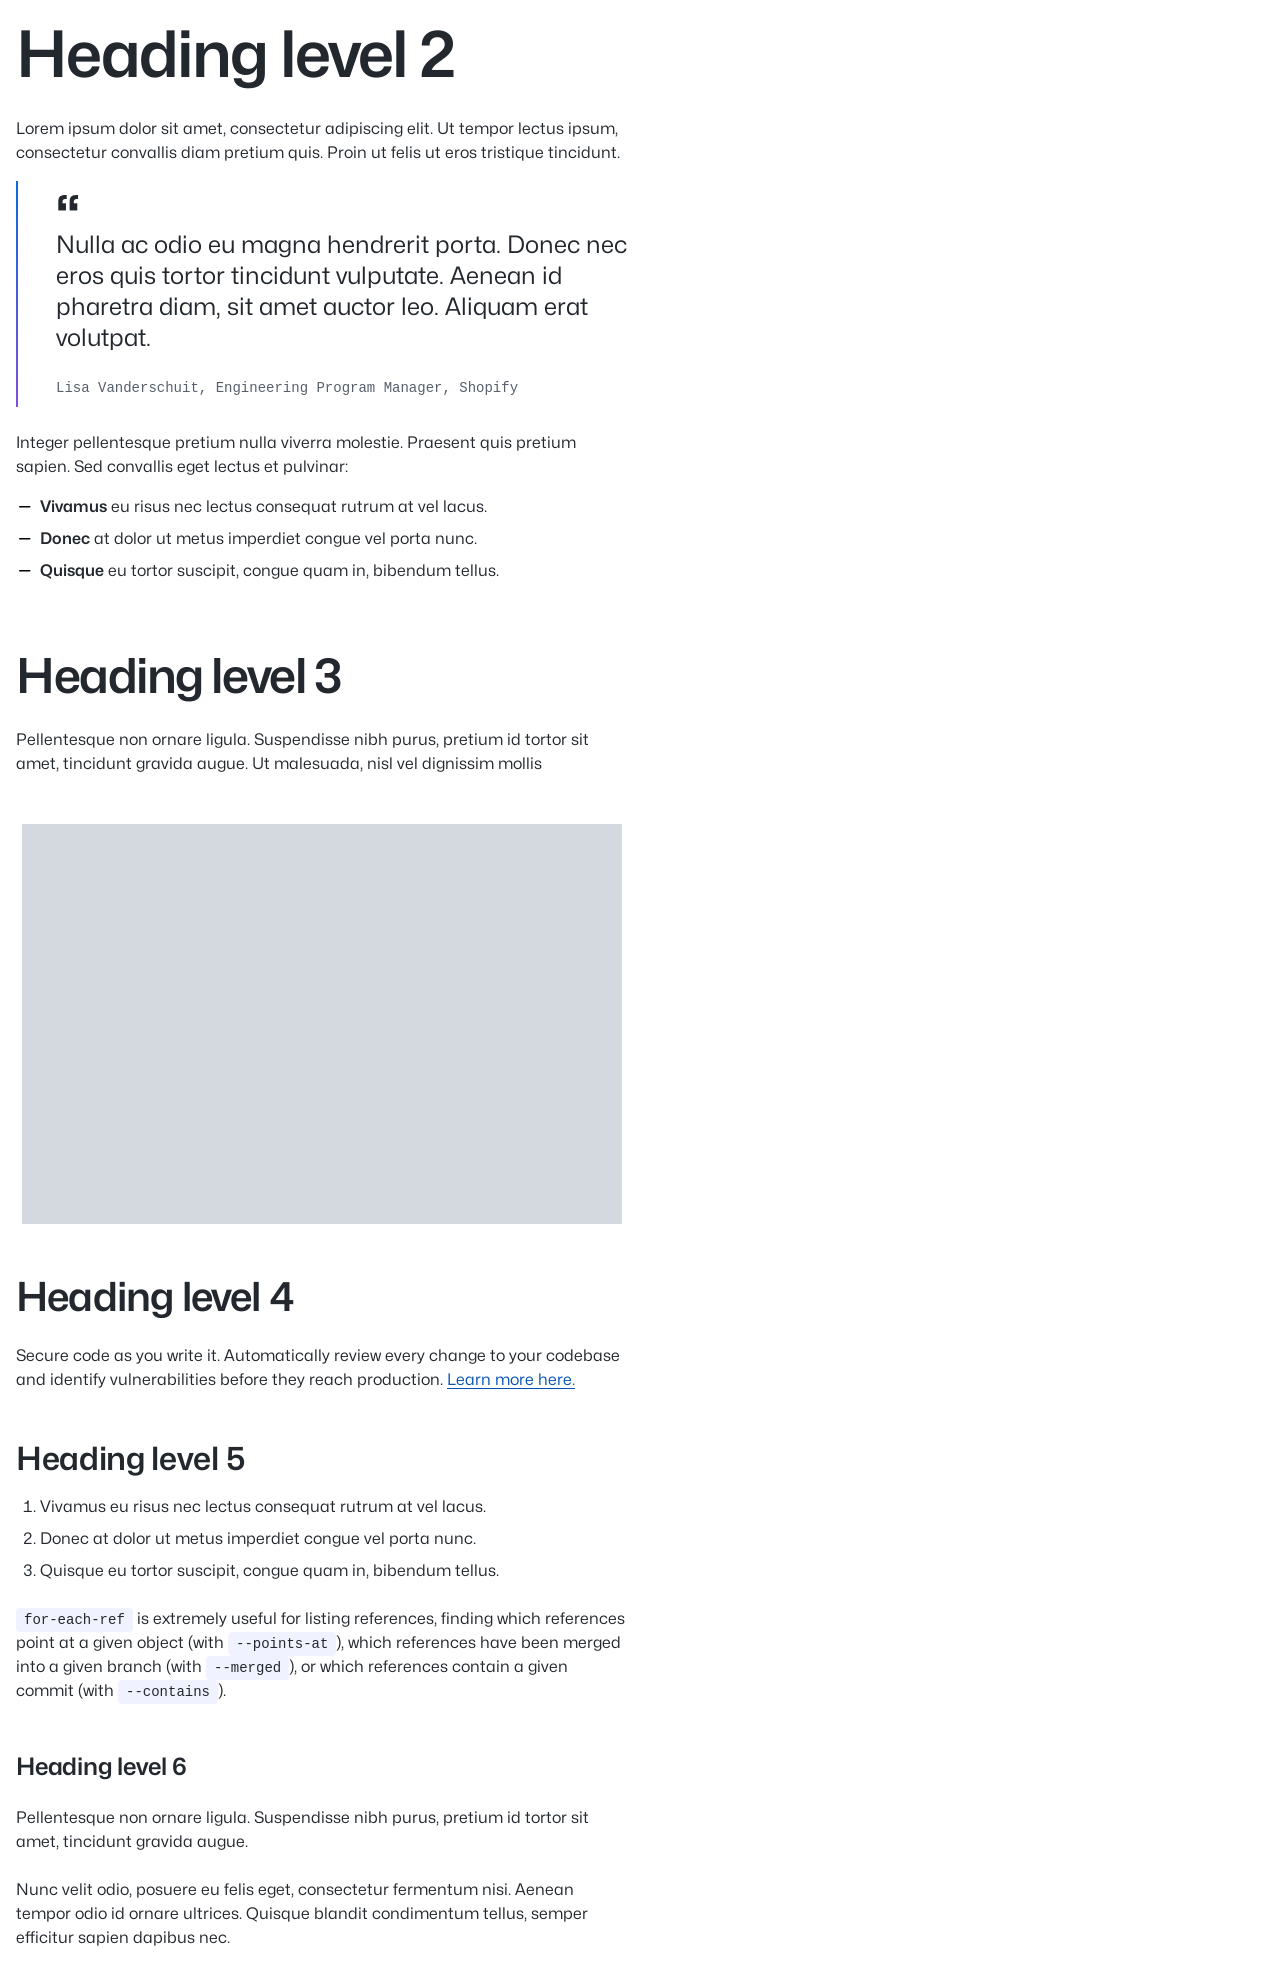 Heading level 2
Lorem ipsum dolor sit amet, consectetur adipiscing elit. Ut tempor lectus ipsum,
consectetur convallis diam pretium quis. Proin ut felis ut eros tristique tincidunt.
“
Nulla ac odio eu magna hendrerit porta. Donec nec
eros quis tortor tincidunt vulputate. Aenean id
pharetra diam, sit amet auctor leo. Aliquam erat
volutpat.
Lisa Vanderschuit, Engineering Program Manager, Shopify
Integer pellentesque pretium nulla viverra molestie. Praesent quis pretium
sapien. Sed convallis eget lectus et pulvinar:
— Vivamus eu risus nec lectus consequat rutrum at vel lacus.
— Donec at dolor ut metus imperdiet congue vel porta nunc.
— Quisque eu tortor suscipit, congue quam in, bibendum tellus.
Heading level 3
Pellentesque non ornare ligula. Suspendisse nibh purus, pretium id tortor sit
amet, tincidunt gravida augue. Ut malesuada, nisl vel dignissim mollis
Heading level 4
Secure code as you write it. Automatically review every change to your codebase
and identify vulnerabilities before they reach production. Learn more here.
Heading level 5
1. Vivamus eu risus nec lectus consequat rutrum at vel lacus.
2. Donec at dolor ut metus imperdiet congue vel porta nunc.
3. Quisque eu tortor suscipit, congue quam in, bibendum tellus.
for-each-ref is extremely useful for listing references, finding which references
point at a given object (with --points-at ), which references have been merged
into a given branch (with --merged ), or which references contain a given
commit (with --contains ).
Heading level 6
Pellentesque non ornare ligula. Suspendisse nibh purus, pretium id tortor sit
amet, tincidunt gravida augue.
Nunc velit odio, posuere eu felis eget, consectetur fermentum nisi. Aenean
tempor odio id ornare ultrices. Quisque blandit condimentum tellus, semper
efficitur sapien dapibus nec.